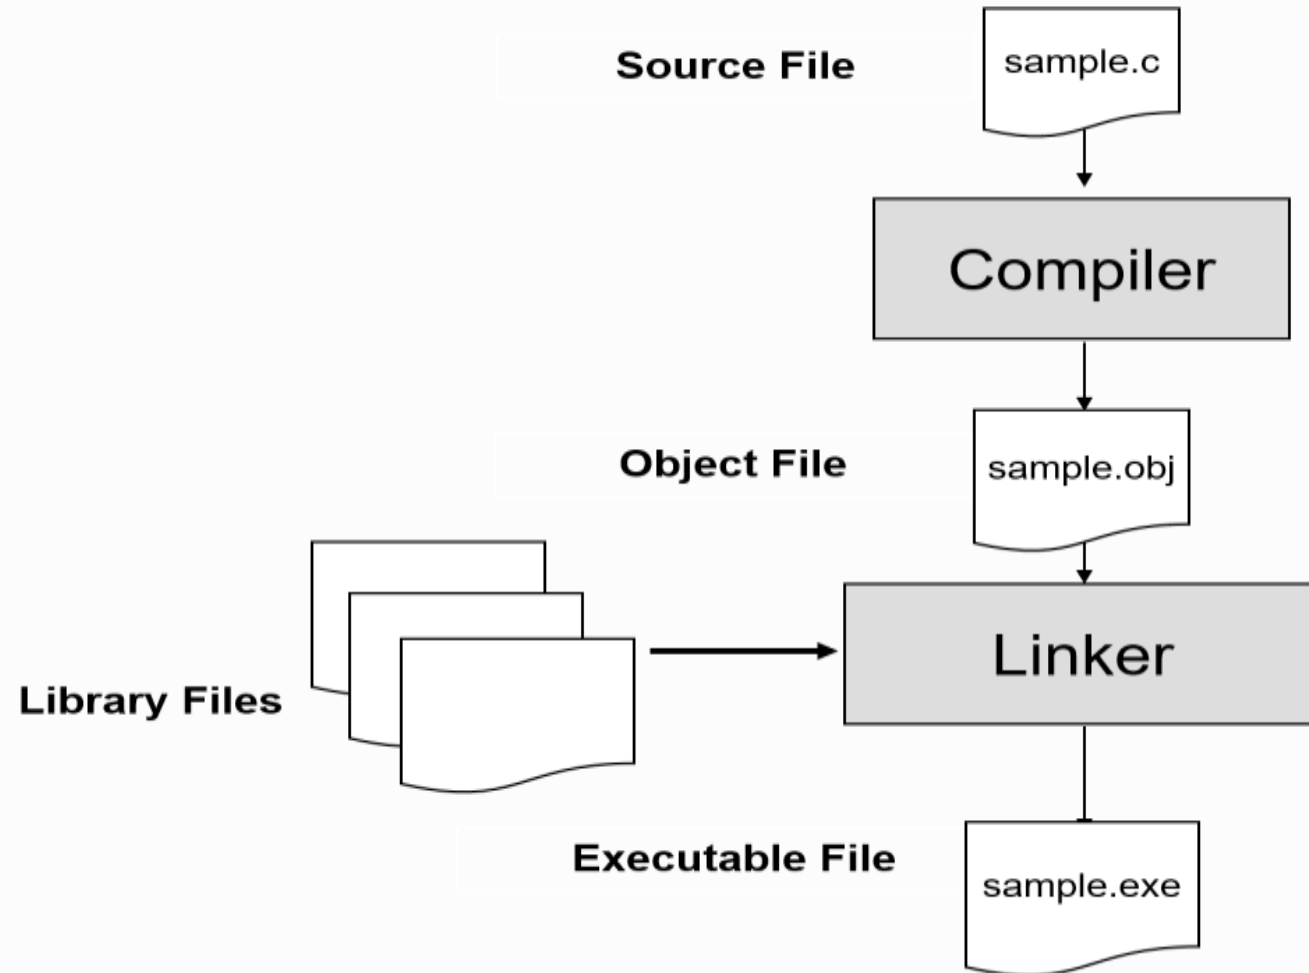 Source File
sample.c
Compiler
Object File
sample.obj
Linker
Library Files
Executable File
sample.exe